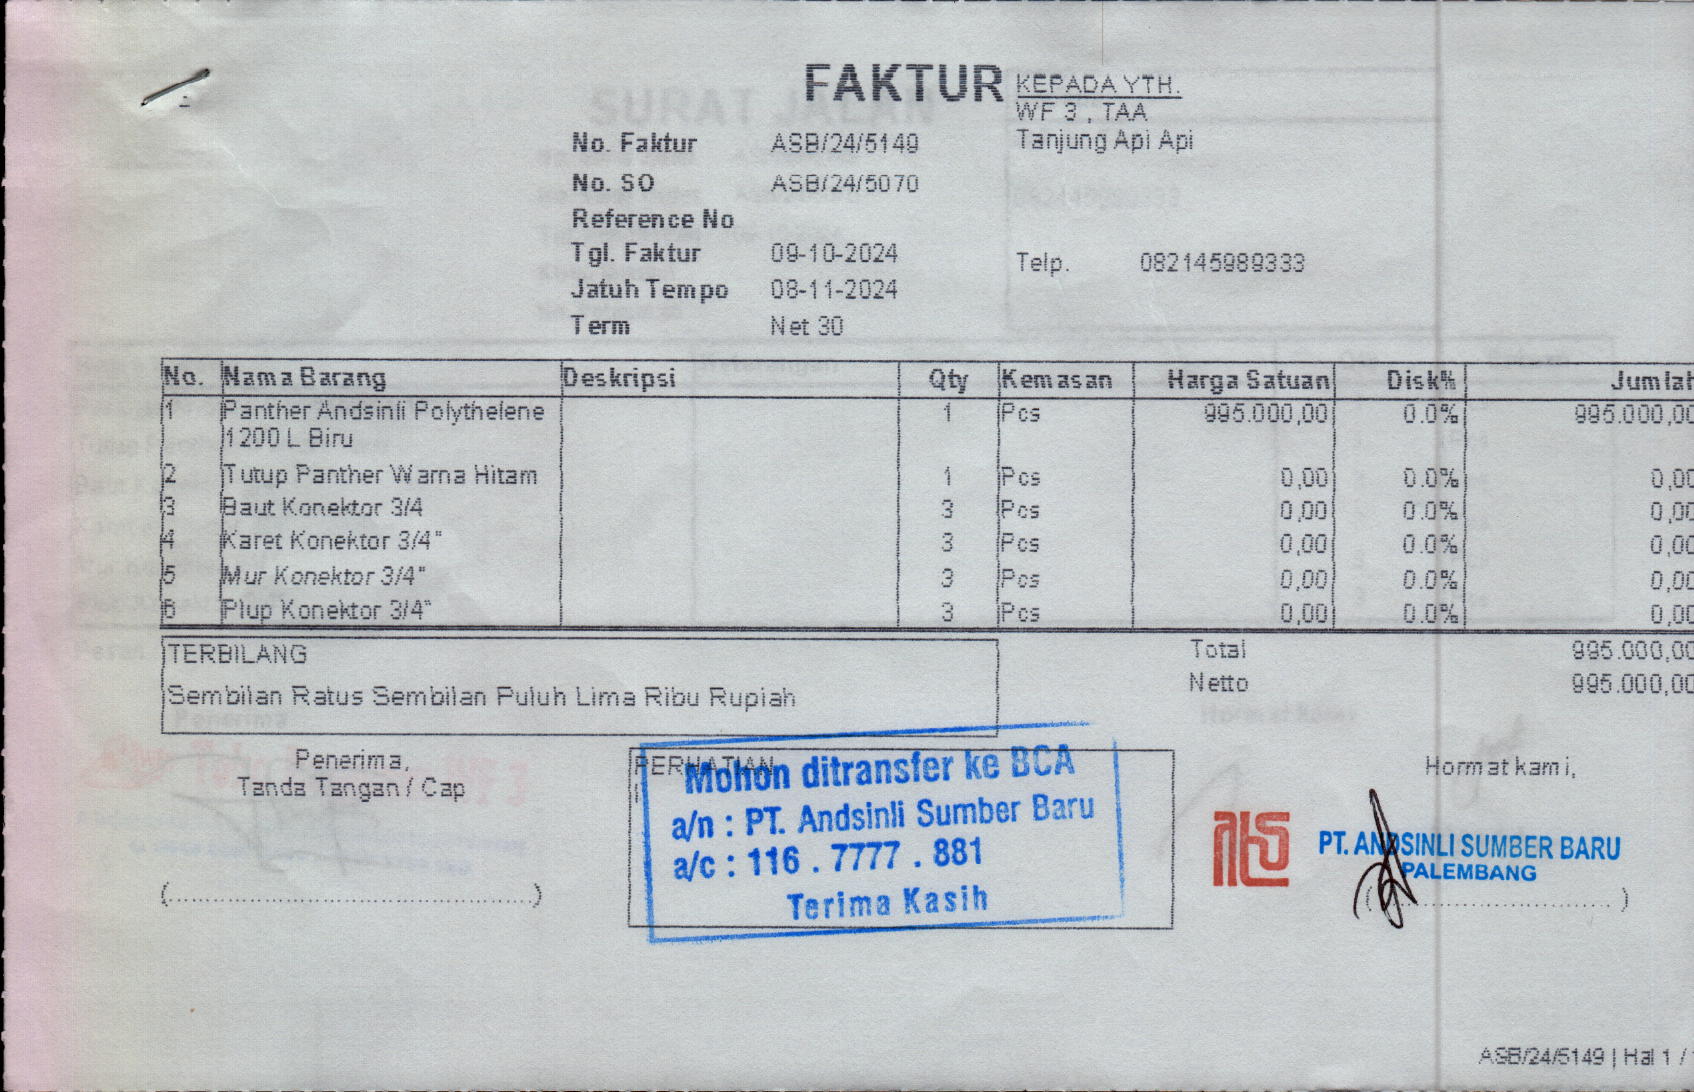 FAKTUR
KEPADA YTH.
WF 3 , TAA
Tanjung Api Api
No. Faktur ASB/24/5149
No. SO ASB/24/5070
Reference No
Tgl. Faktur 09-10-2024
Telp. 082145989333
Jatuh Tempo 08-11-2024
Term Net 30
No. Nama Barang Deskripsi Qty Kemasan Harga Satuan Disk% Jumlah
1 Panther Andsinli Polythelene 1 Pcs 995.000,00 0.0% 995.000,00
1200 L Biru
2 Tutup Panther Warna Hitam 1 Pcs 0,00 0.0% 0,00
3 Baut Konektor 3/4 3 Pcs 0,00 0.0% 0,00
4 Karet Konektor 3/4" 3 Pcs 0,00 0.0% 0,00
5 Mur Konektor 3/4" 3 Pcs 0,00 0.0% 0,00
6 Plup Konektor 3/4" 3 Pcs 0,00 0.0% 0,00
TERBILANG
Sembilan Ratus Sembilan Puluh Lima Ribu Rupiah
Total 995.000,00
Netto 995.000,00
Penerima,
Tanda Tangan / Cap
(...)
PERHATIAN
Mohon ditransfer ke BCA
a/n : PT. Andsinli Sumber Baru
a/c : 116 . 7777 . 881
Terima Kasih
Hormat kami,
PT. ANDSINLI SUMBER BARU
PALEMBANG
(...)
ASB/24/5149 | Hal 1 /
SURAT JALAN